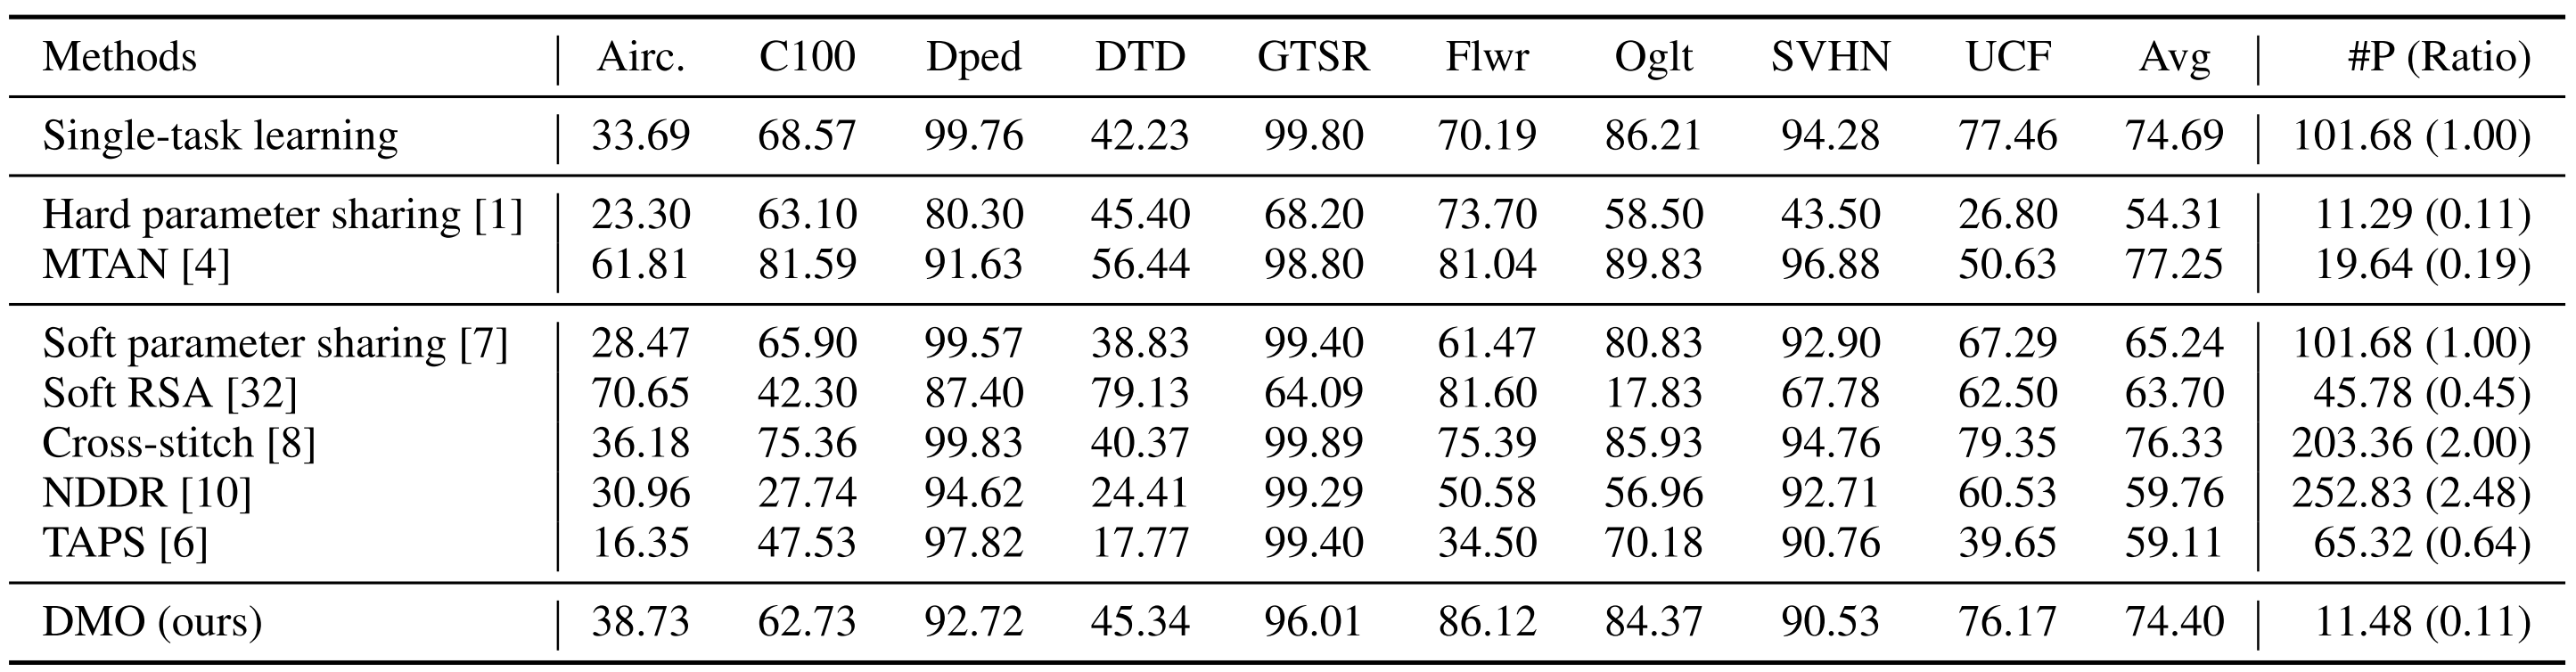 Methods Airc. C100 Dped DTD GTSR Flwr Oglt SVHN UCF Avg #P (Ratio)
Single-task learning 33.69 68.57 99.76 42.23 99.80 70.19 86.21 94.28 77.46 74.69 101.68 (1.00)
Hard parameter sharing [1] 23.30 63.10 80.30 45.40 68.20 73.70 58.50 43.50 26.80 54.31 11.29 (0.11)
MTAN [4] 61.81 81.59 91.63 56.44 98.80 81.04 89.83 96.88 50.63 77.25 19.64 (0.19)
Soft parameter sharing [7] 28.47 65.90 99.57 38.83 99.40 61.47 80.83 92.90 67.29 65.24 101.68 (1.00)
Soft RSA [32] 70.65 42.30 87.40 79.13 64.09 81.60 17.83 67.78 62.50 63.70 45.78 (0.45)
Cross-stitch [8] 36.18 75.36 99.83 40.37 99.89 75.39 85.93 94.76 79.35 76.33 203.36 (2.00)
NDDR [10] 30.96 27.74 94.62 24.41 99.29 50.58 56.96 92.71 60.53 59.76 252.83 (2.48)
TAPS [6] 16.35 47.53 97.82 17.77 99.40 34.50 70.18 90.76 39.65 59.11 65.32 (0.64)
DMO (ours) 38.73 62.73 92.72 45.34 96.01 86.12 84.37 90.53 76.17 74.40 11.48 (0.11)